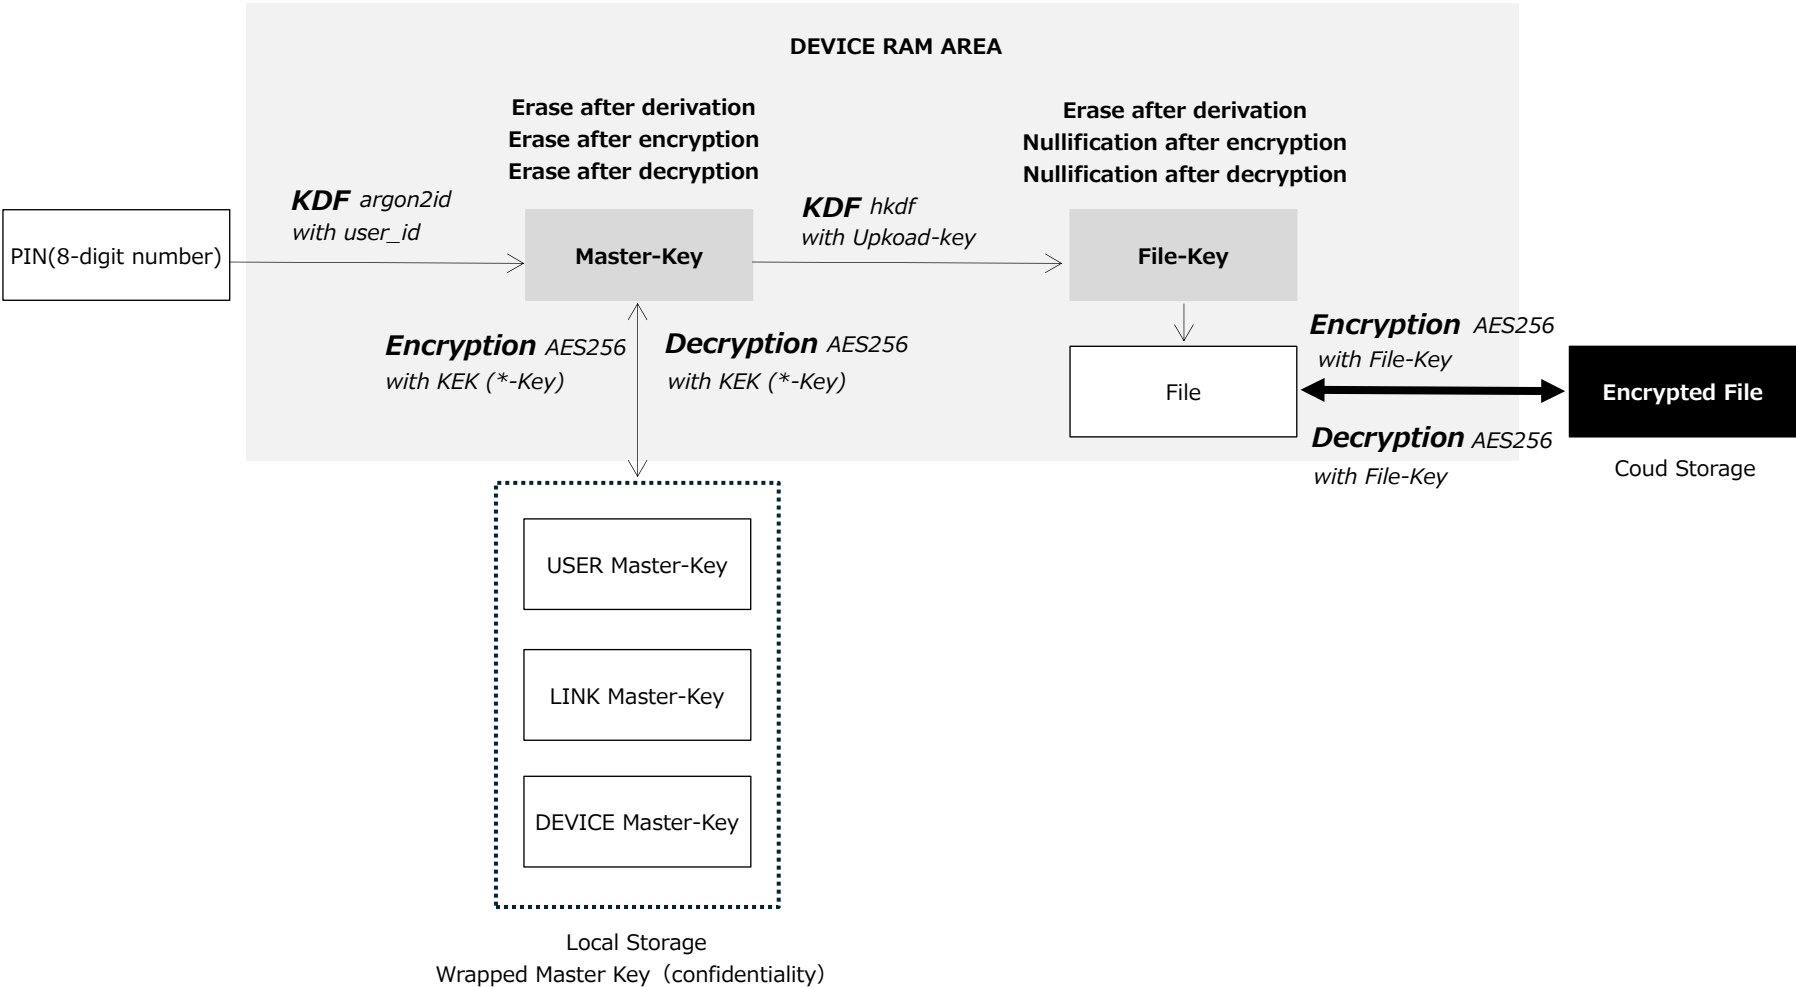 DEVICE RAM AREA
Erase after derivation
Erase after encryption
Erase after decryption
Erase after derivation
Nullification after encryption
Nullification after decryption
KDF argon2id
with user_id
KDF hkdf
with Upkoad-key
PIN(8-digit number)
Master-Key
File-Key
Encryption AES256
with KEK (*-Key)
Decryption AES256
with KEK (*-Key)
Encryption AES256
with File-Key
File
Encrypted File
Decryption AES256
with File-Key
Coud Storage
USER Master-Key
LINK Master-Key
DEVICE Master-Key
Local Storage
Wrapped Master Key（confidentiality）